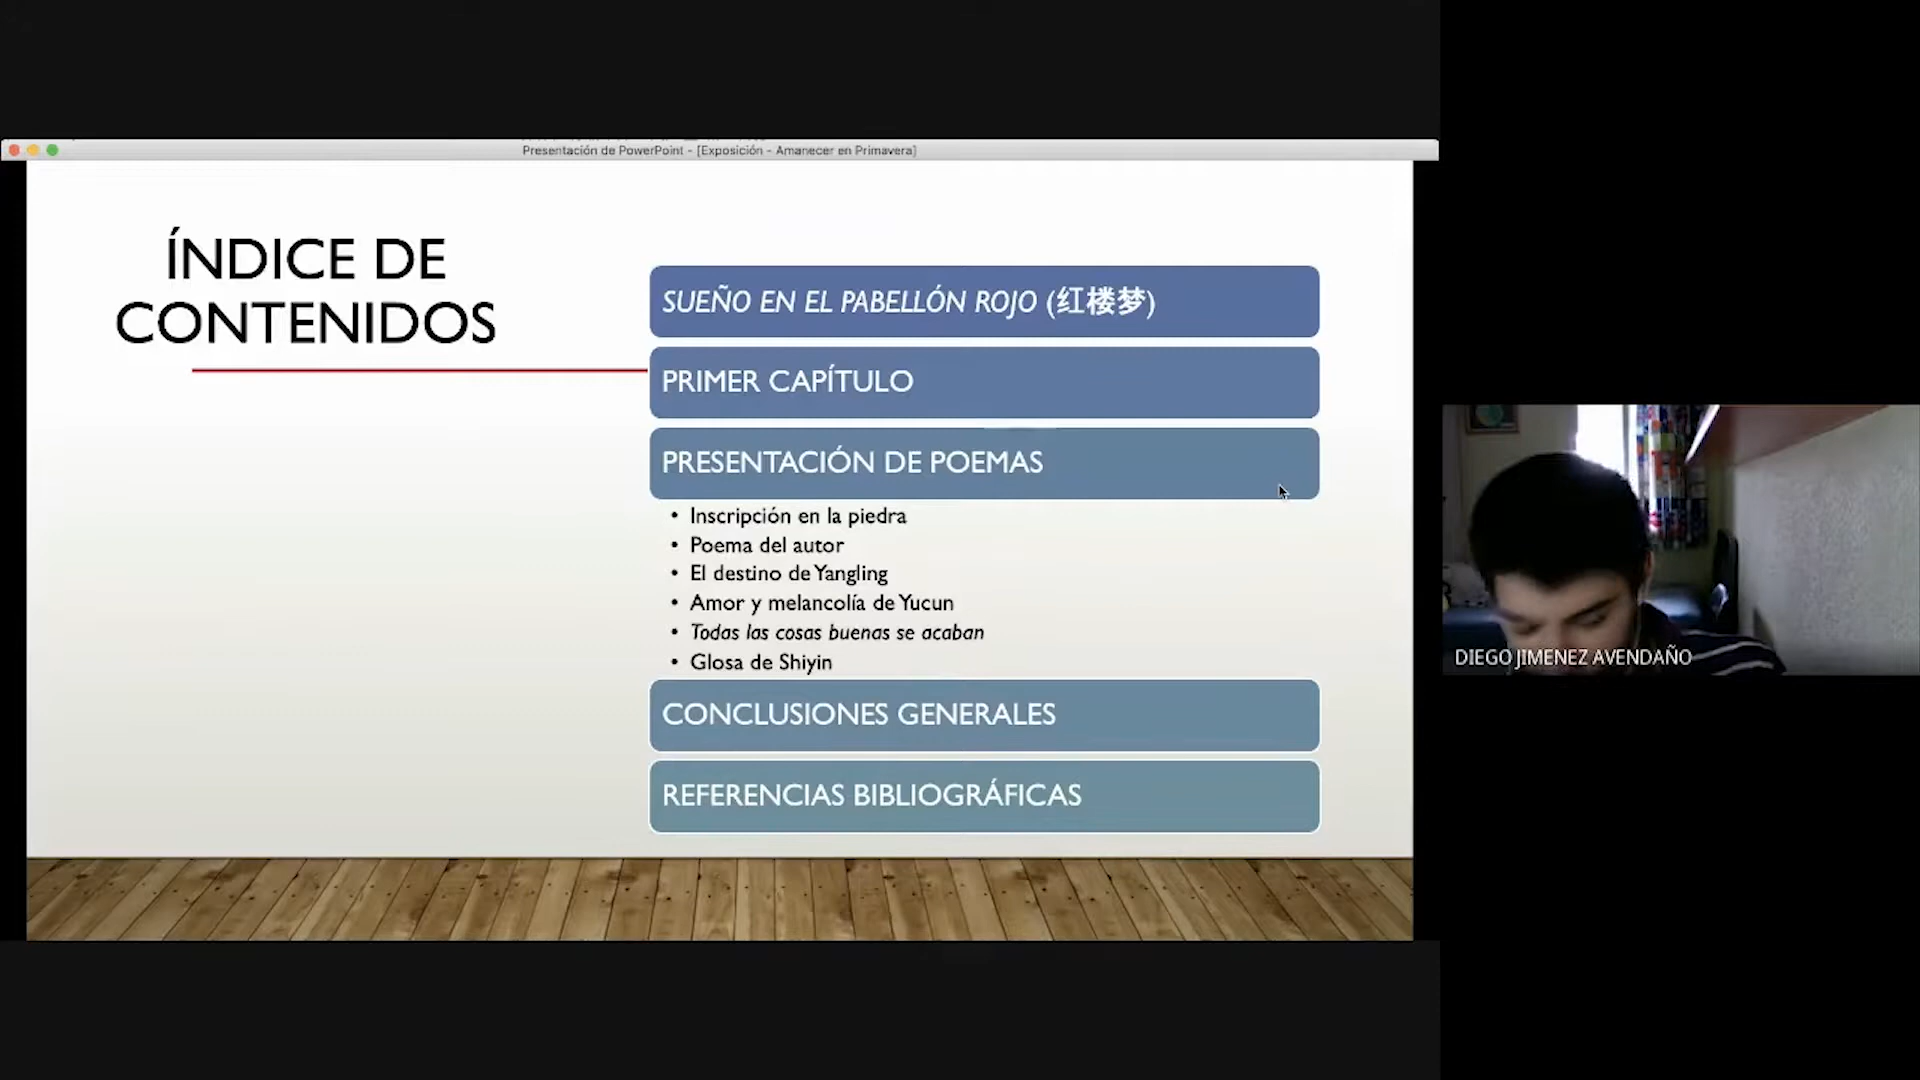 Presentación de PowerPoint - [Exposición - Amanecer en Primavera]
ÍNDICE DE
CONTENIDOS
SUEÑO EN EL PABELLÓN ROJO (红楼梦)
PRIMER CAPÍTULO
PRESENTACIÓN DE POEMAS
• Inscripción en la piedra
• Poema del autor
• El destino de Yangling
• Amor y melancolía de Yucun
• Todas las cosas buenas se acaban
• Glosa de Shiyin
CONCLUSIONES GENERALES
REFERENCIAS BIBLIOGRÁFICAS
DIEGO JIMENEZ AVENDAÑO